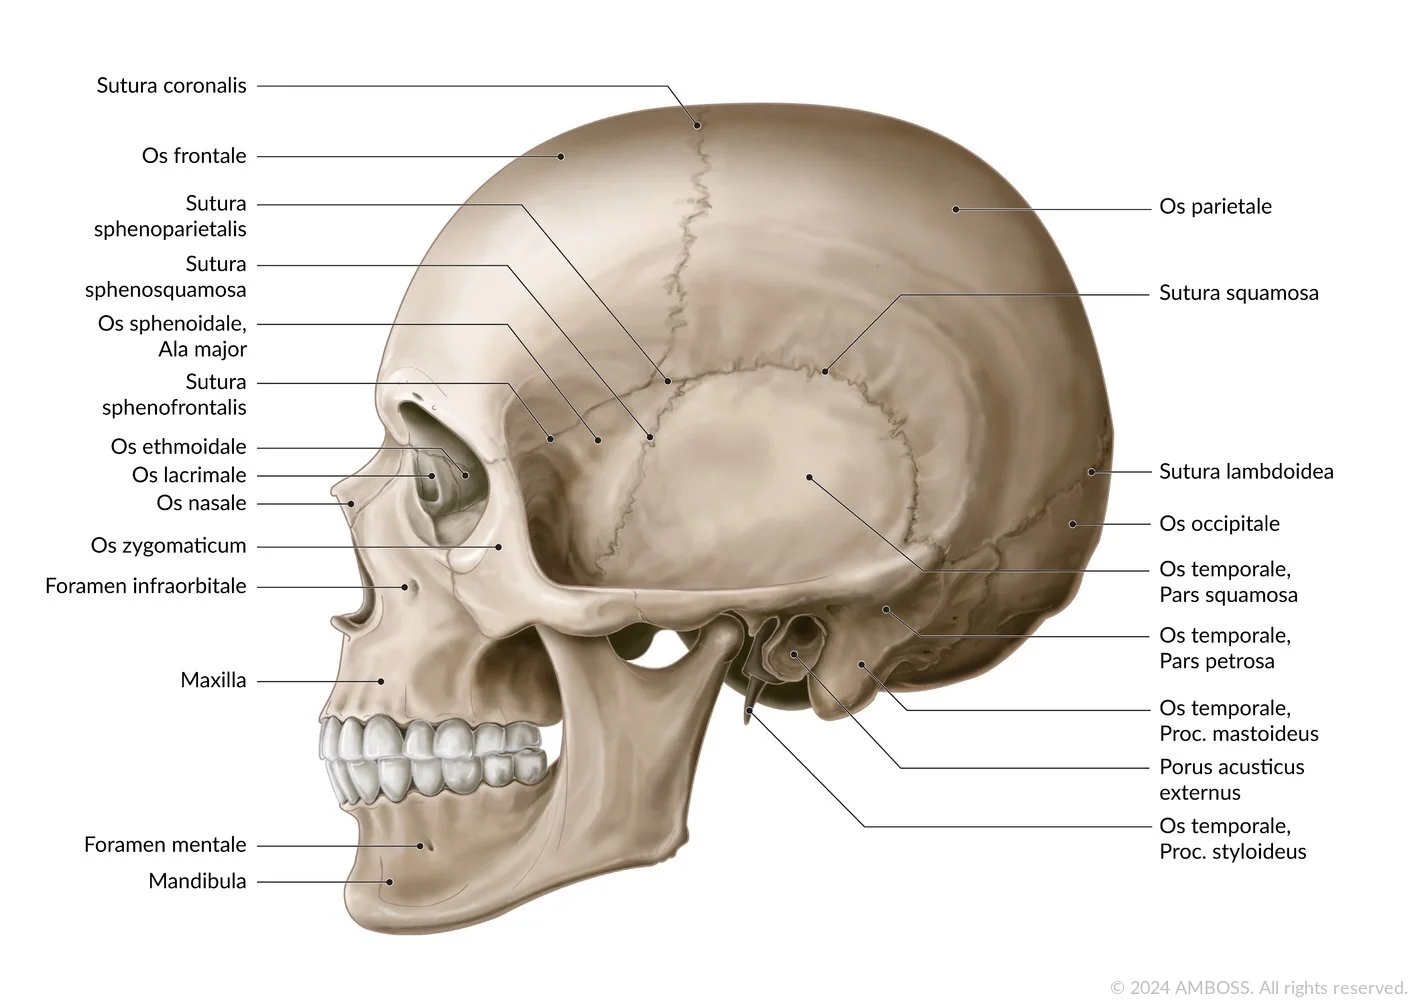 Sutura coronalis
Os frontale
Sutura
sphenoparietalis
Sutura
sphenosquamosa
Os sphenoidale,
Ala major
Sutura
sphenofrontalis
Os ethmoidale
Os lacrimale
Os nasale
Os zygomaticum
Foramen infraorbitale
Maxilla
Foramen mentale
Mandibula
Os parietale
Sutura squamosa
Sutura lambdoidea
Os occipitale
Os temporale,
Pars squamosa
Os temporale,
Pars petrosa
Os temporale,
Proc. mastoideus
Porus acusticus
externus
Os temporale,
Proc. styloideus
© 2024 AMBOSS. All rights reserved.